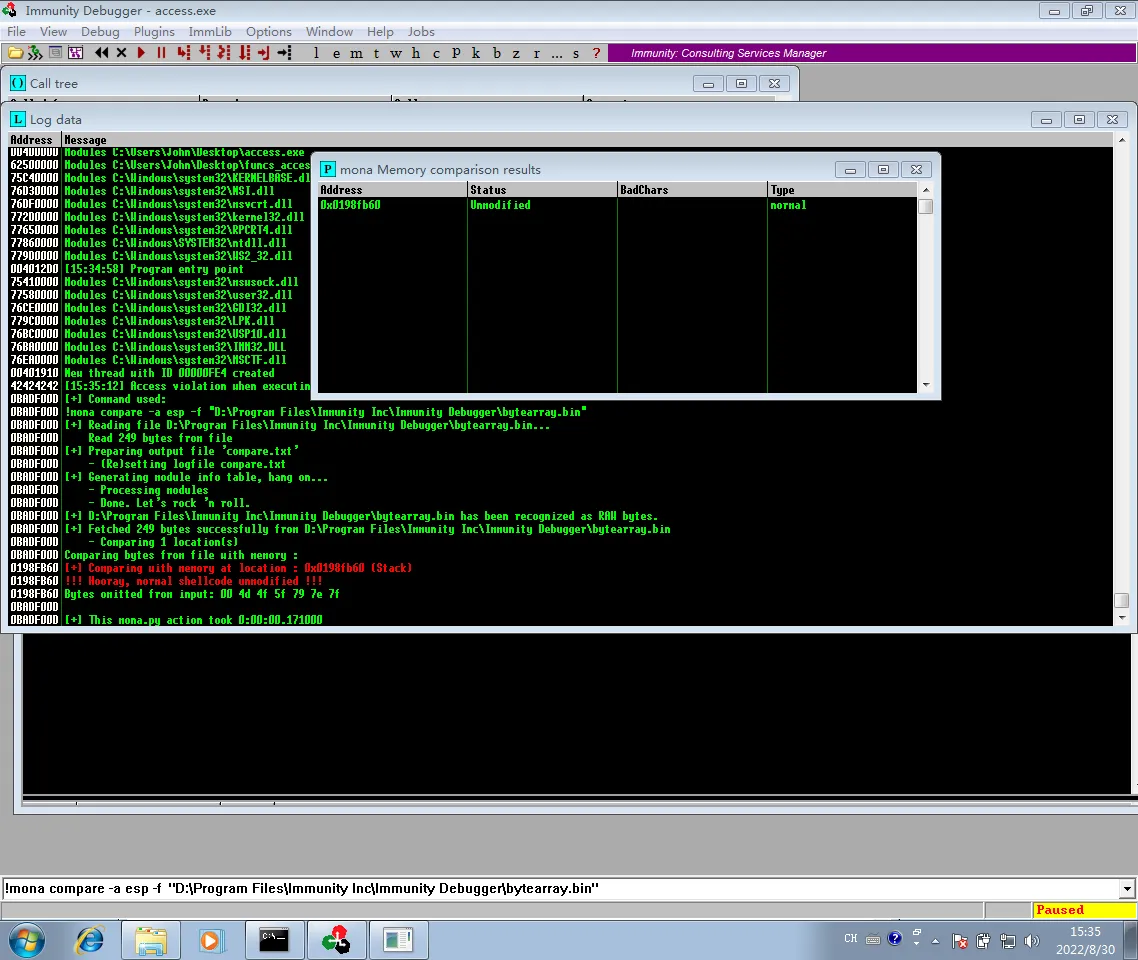 Immunity Debugger - access.exe
File View Debug Plugins ImmLib Options Window Help Jobs
l e m t w h c P k b z r ... s ?
Immunity: Consulting Services Manager
Call tree
Log data
Address Message
00400000 Modules C:\Users\John\Desktop\access.exe
62500000 Modules C:\Users\John\Desktop\funcs_acces
75C40000 Modules C:\Windows\system32\KERNELBASE.dl
76D30000 Modules C:\Windows\system32\NSI.dll
76DF0000 Modules C:\Windows\system32\msvcrt.dll
772D0000 Modules C:\Windows\system32\kernel32.dll
77650000 Modules C:\Windows\system32\RPCRT4.dll
77860000 Modules C:\Windows\SYSTEM32\ntdll.dll
779D0000 Modules C:\Windows\system32\WS2_32.dll
004012D0 [15:34:58] Program entry point
75410000 Modules C:\Windows\system32\mswsock.dll
77580000 Modules C:\Windows\system32\user32.dll
76CE0000 Modules C:\Windows\system32\GDI32.dll
779C0000 Modules C:\Windows\system32\LPK.dll
76BC0000 Modules C:\Windows\system32\USP10.dll
76BA0000 Modules C:\Windows\system32\IMM32.DLL
76EA0000 Modules C:\Windows\system32\MSCTF.dll
00401910 New thread with ID 00000FE4 created
42424242 [15:35:12] Access violation when executin
0BADF00D [+] Command used:
0BADF00D !mona compare -a esp -f "D:\Program Files\Immunity Inc\Immunity Debugger\bytearray.bin"
0BADF00D [+] Reading file D:\Program Files\Immunity Inc\Immunity Debugger\bytearray.bin...
0BADF00D Read 249 bytes from file
0BADF00D [+] Preparing output file 'compare.txt'
0BADF00D - (Re)setting logfile compare.txt
0BADF00D [+] Generating module info table, hang on...
0BADF00D - Processing modules
0BADF00D - Done. Let's rock 'n roll.
0BADF00D [+] D:\Program Files\Immunity Inc\Immunity Debugger\bytearray.bin has been recognized as RAW bytes.
0BADF00D [+] Fetched 249 bytes successfully from D:\Program Files\Immunity Inc\Immunity Debugger\bytearray.bin
0BADF00D - Comparing 1 location(s)
0BADF00D Comparing bytes from file with memory :
0198FB60 [+] Comparing with memory at location : 0x0198fb60 (Stack)
0198FB60 !!! Hooray, normal shellcode unmodified !!!
0198FB60 Bytes omitted from input: 00 4d 4f 5f 79 7e 7f
0BADF00D
0BADF00D [+] This mona.py action took 0:00:00.171000
mona Memory comparison results
Address Status BadChars Type
0x0198fb60 Unmodified normal
!mona compare -a esp -f "D:\Program Files\Immunity Inc\Immunity Debugger\bytearray.bin"
Paused
CH
15:35
2022/8/30